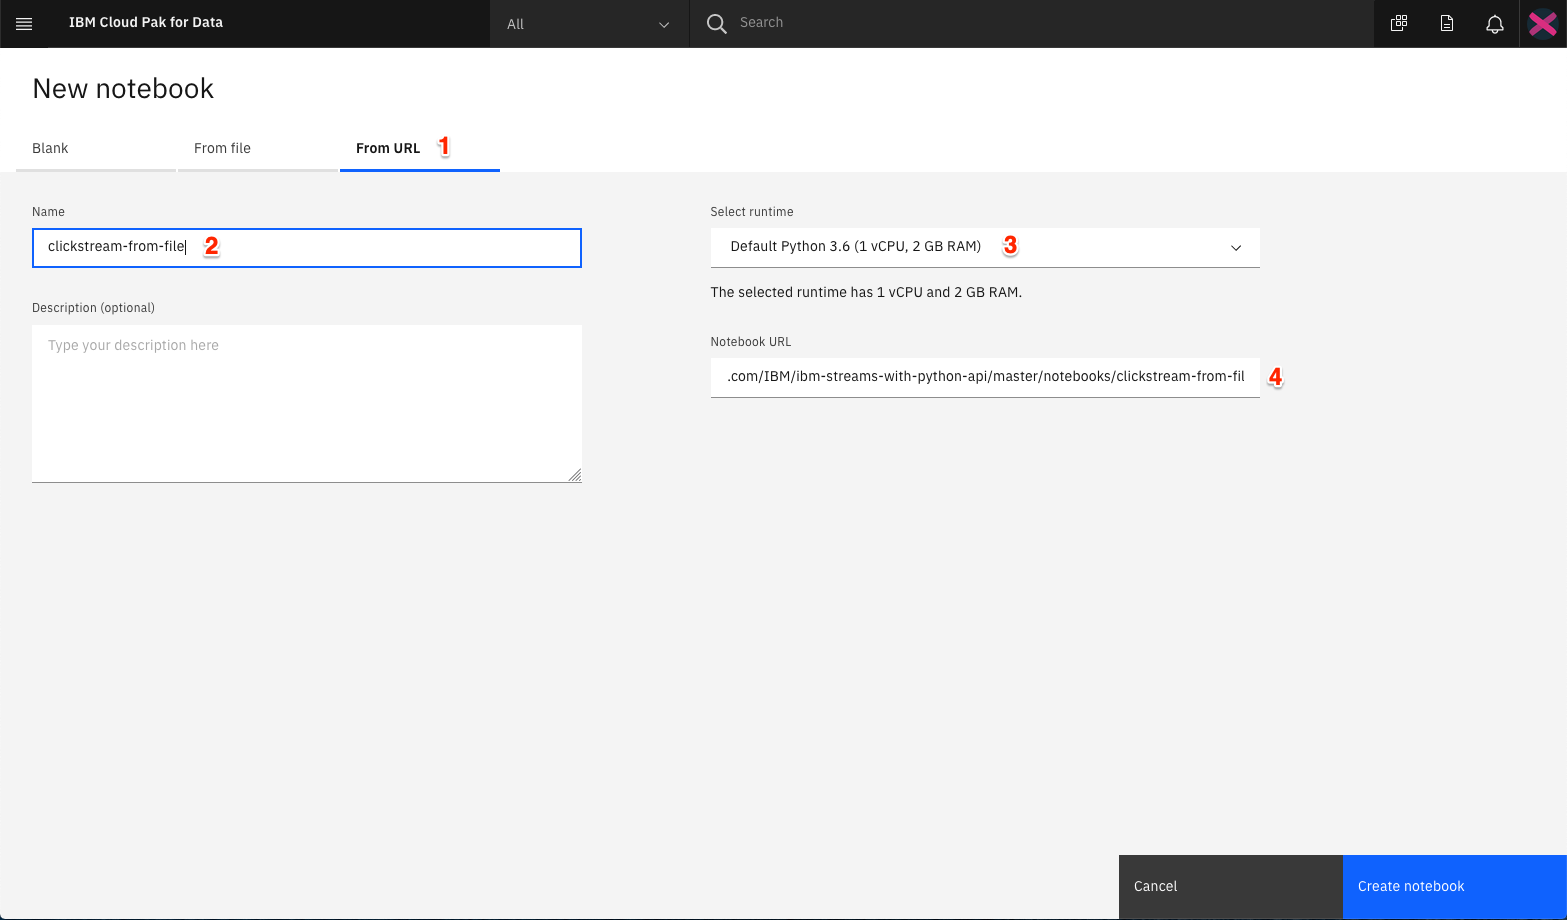 IBM Cloud Pak for Data
All
Search
New notebook
Blank
From file
From URL 1
Name
clickstream-from-file 2
Description (optional)
Type your description here
Select runtime
Default Python 3.6 (1 vCPU, 2 GB RAM) 3
The selected runtime has 1 vCPU and 2 GB RAM.
Notebook URL
.com/IBM/ibm-streams-with-python-api/master/notebooks/clickstream-from-fil 4
Cancel
Create notebook